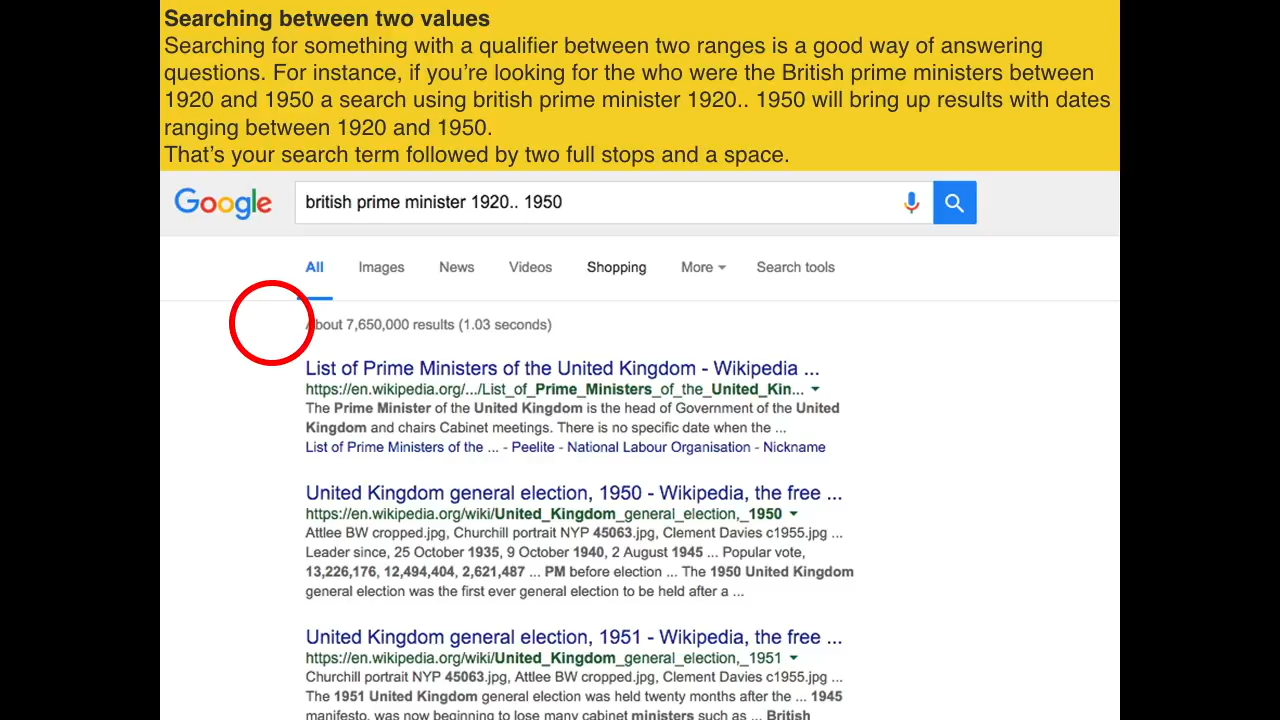 Searching between two values
Searching for something with a qualifier between two ranges is a good way of answering
questions. For instance, if you're looking for the who were the British prime ministers between
1920 and 1950 a search using british prime minister 1920.. 1950 will bring up results with dates
ranging between 1920 and 1950.
That's your search term followed by two full stops and a space.
Google british prime minister 1920.. 1950
All Images News Videos Shopping More Search tools
About 7,650,000 results (1.03 seconds)
List of Prime Ministers of the United Kingdom - Wikipedia ...
https://en.wikipedia.org/.../List_of_Prime_Ministers_of_the_United_Kin...
The Prime Minister of the United Kingdom is the head of Government of the United
Kingdom and chairs Cabinet meetings. There is no specific date when the ...
List of Prime Ministers of the ... - Peelite - National Labour Organisation - Nickname
United Kingdom general election, 1950 - Wikipedia, the free ...
https://en.wikipedia.org/wiki/United_Kingdom_general_election,_1950
Attlee BW cropped.jpg, Churchill portrait NYP 45063.jpg, Clement Davies c1955.jpg ...
Leader since, 25 October 1935, 9 October 1940, 2 August 1945 ... Popular vote,
13,226,176, 12,494,404, 2,621,487 ... PM before election ... The 1950 United Kingdom
general election was the first ever general election to be held after a ...
United Kingdom general election, 1951 - Wikipedia, the free ...
https://en.wikipedia.org/wiki/United_Kingdom_general_election,_1951
Churchill portrait NYP 45063.jpg, Attlee BW cropped.jpg, Clement Davies c1955.jpg ...
The 1951 United Kingdom general election was held twenty months after the ... 1945
manifesto, was now beginning to lose many cabinet ministers such as ... British